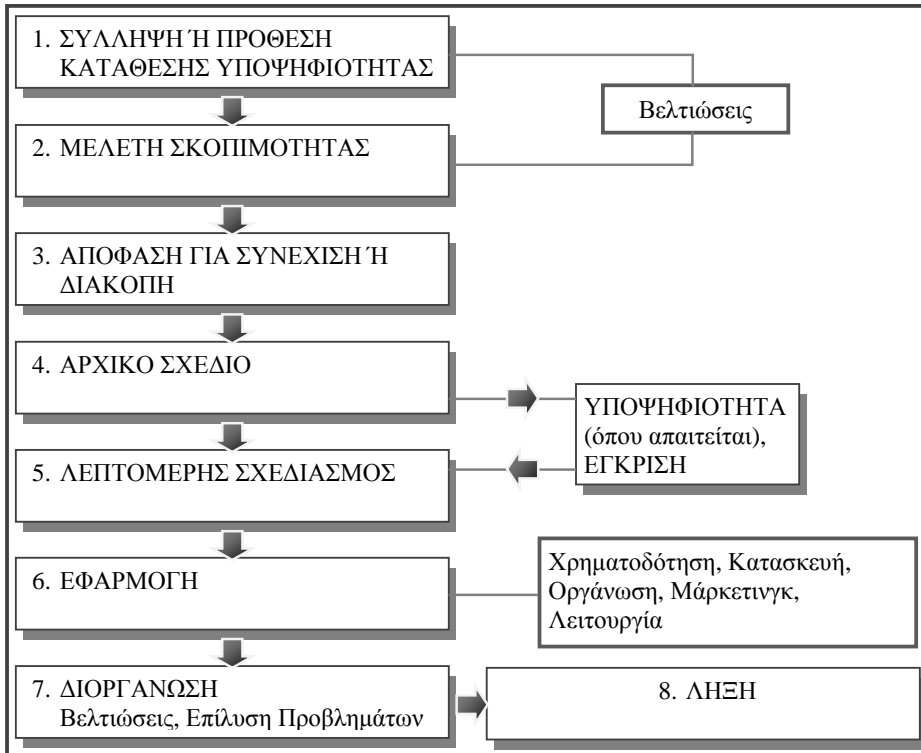 1. ΣΥΛΛΗΨΗ Ή ΠΡΟΘΕΣΗ
ΚΑΤΑΘΕΣΗΣ ΥΠΟΨΗΦΙΟΤΗΤΑΣ
Βελτιώσεις
2. ΜΕΛΕΤΗ ΣΚΟΠΙΜΟΤΗΤΑΣ
3. ΑΠΟΦΑΣΗ ΓΙΑ ΣΥΝΕΧΙΣΗ Ή
ΔΙΑΚΟΠΗ
4. ΑΡΧΙΚΟ ΣΧΕΔΙΟ
ΥΠΟΨΗΦΙΟΤΗΤΑ
(όπου απαιτείται),
ΕΓΚΡΙΣΗ
5. ΛΕΠΤΟΜΕΡΗΣ ΣΧΕΔΙΑΣΜΟΣ
6. ΕΦΑΡΜΟΓΗ
Χρηματοδότηση, Κατασκευή,
Οργάνωση, Μάρκετινγκ,
Λειτουργία
7. ΔΙΟΡΓΑΝΩΣΗ
Βελτιώσεις, Επίλυση Προβλημάτων
8. ΛΗΞΗ